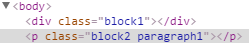 ▼<body>
<div class="block1"></div>
<p class="block2 paragraph1"></p>